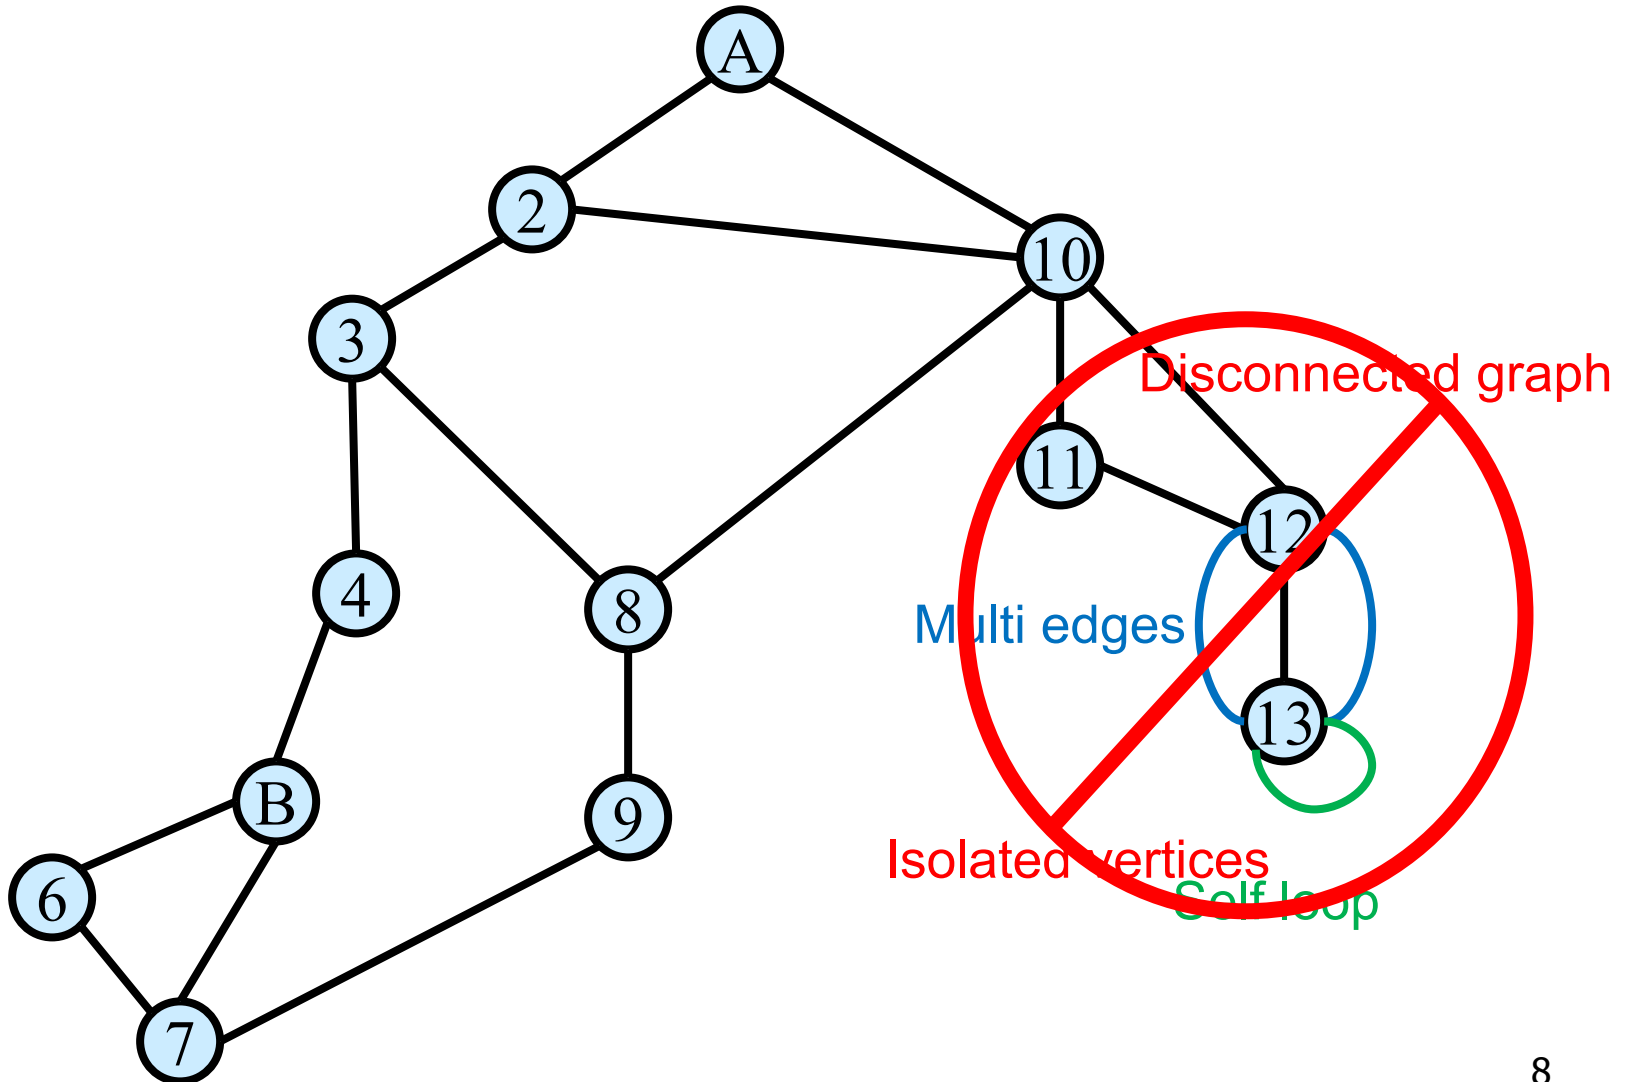 A
2
10
3
Disconnected graph
11
12
4
8
Multi edges
13
B
9
Isolated vertices
6
Self loop
7
8